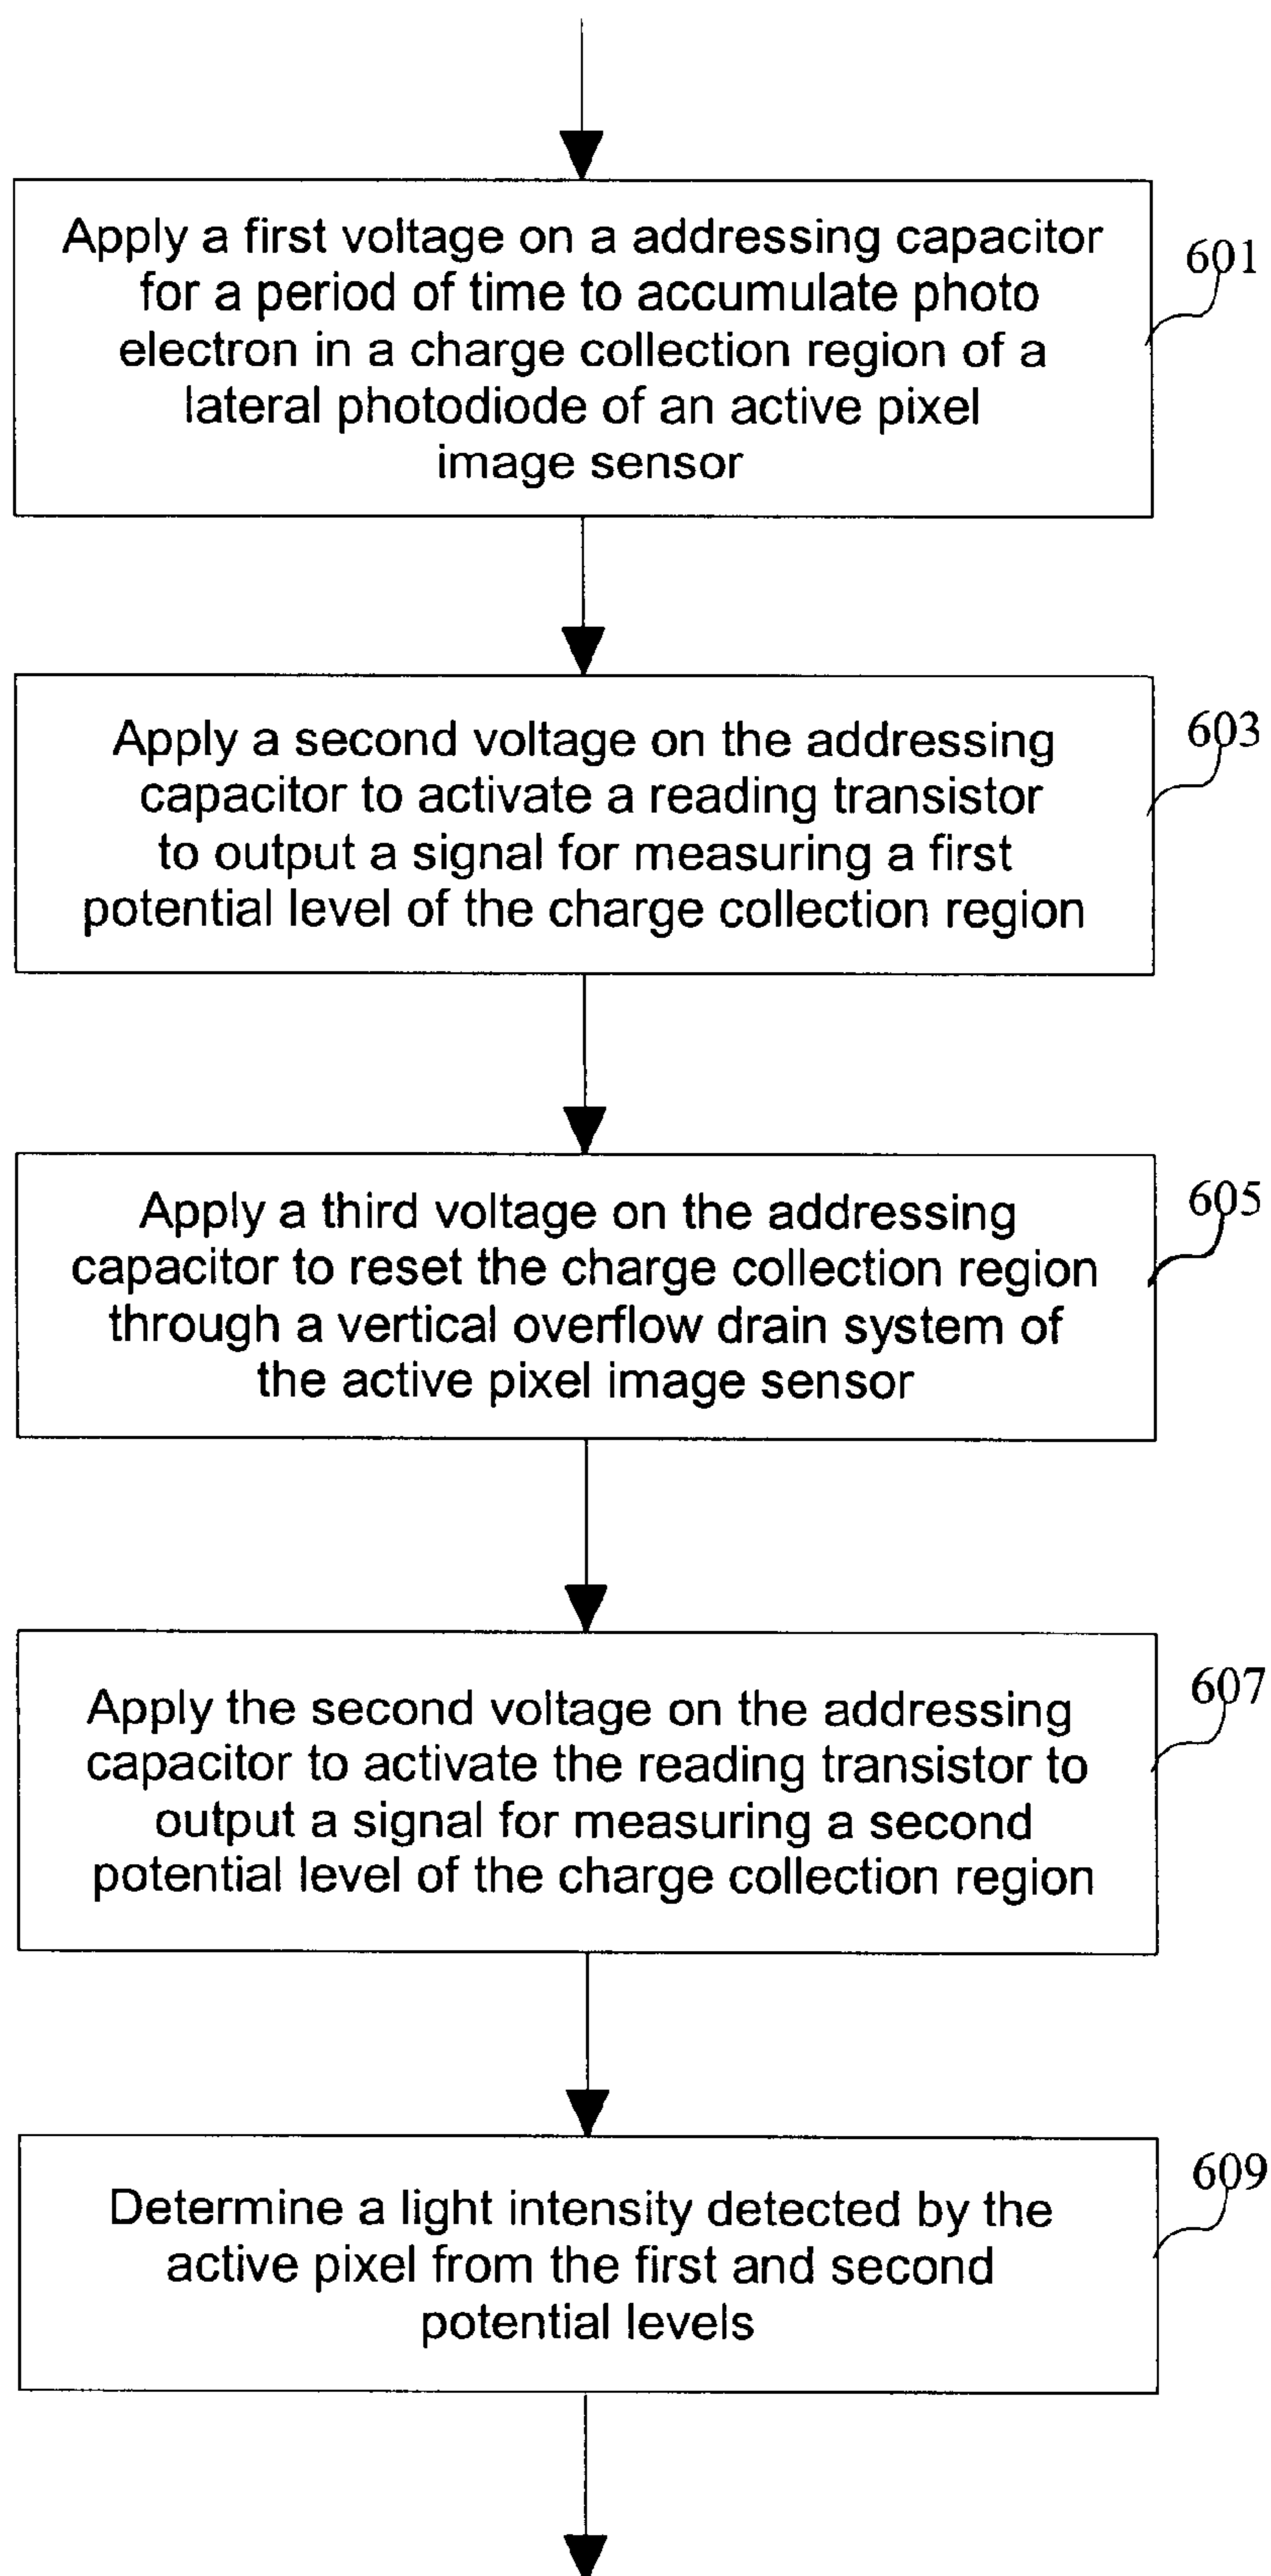 Apply a first voltage on a addressing capacitor
for a period of time to accumulate photo
electron in a charge collection region of a
lateral photodiode of an active pixel
image sensor
601
Apply a second voltage on the addressing
capacitor to activate a reading transistor
to output a signal for measuring a first
potential level of the charge collection region
603
Apply a third voltage on the addressing
capacitor to reset the charge collection region
through a vertical overflow drain system of
the active pixel image sensor
605
Apply the second voltage on the addressing
capacitor to activate the reading transistor to
output a signal for measuring a second
potential level of the charge collection region
607
Determine a light intensity detected by the
active pixel from the first and second
potential levels
609